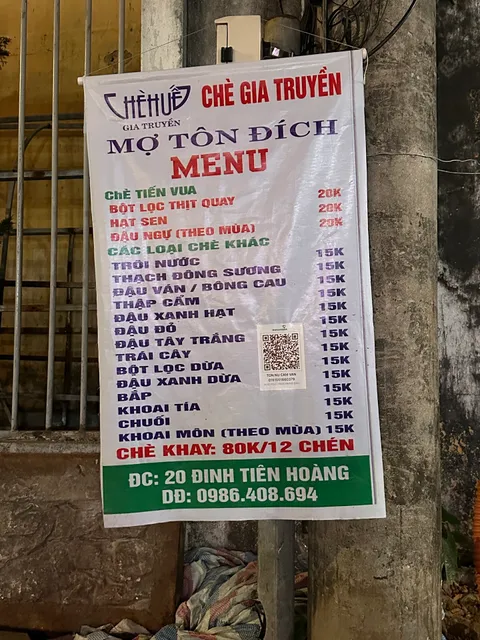 CHÈHUẾ
GIA TRUYỀN
CHÈ GIA TRUYỀN
MỢ TÔN ĐÍCH
MENU
CHÈ TIẾN VUA
BỘT LỌC THỊT QUAY 20K
HẠT SEN 20K
ĐẬU NGỰ (THEO MÙA) 20K
CÁC LOẠI CHÈ KHÁC
TRÔI NƯỚC 15K
THẠCH ĐÔNG SƯƠNG 15K
ĐẬU VÁN / BÔNG CAU 15K
THẬP CẨM 15K
ĐẬU XANH HẠT 15K
ĐẬU ĐỎ 15K
ĐẬU TÂY TRẮNG 15K
TRÁI CÂY 15K
BỘT LỌC DỪA 15K
ĐẬU XANH DỪA 15K
BẮP 15K
KHOAI TÍA 15K
CHUỐI 15K
KHOAI MÔN (THEO MÙA) 15K
CHÈ KHAY: 80K/12 CHÉN
ĐC: 20 ĐINH TIÊN HOÀNG
DĐ: 0986.408.694